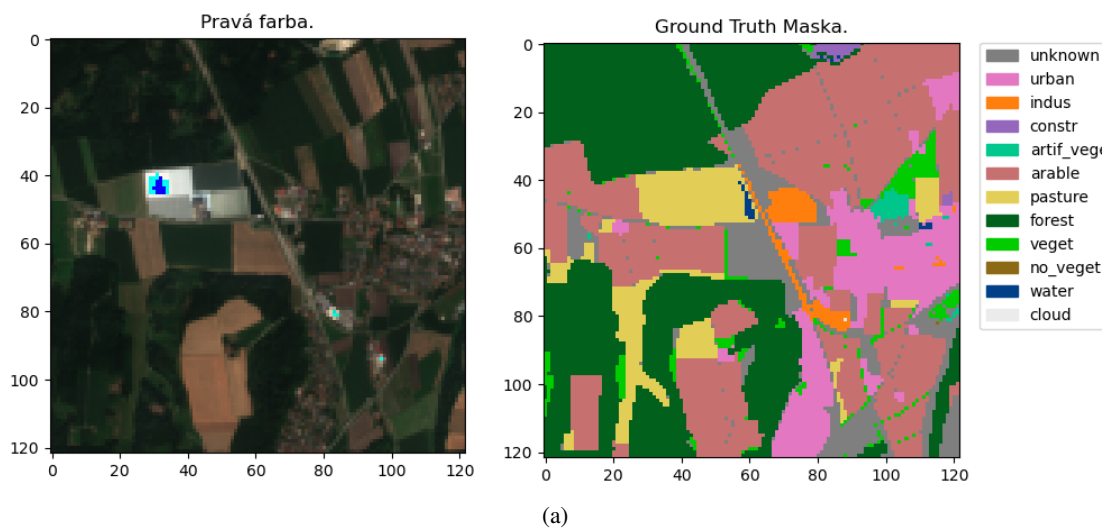 Pravá farba.
0
20
40
60
80
100
120
0 20 40 60 80 100 120
Ground Truth Maska.
0
20
40
60
80
100
120
0 20 40 60 80 100 120
unknown
urban
indus
constr
artif_vege
arable
pasture
forest
veget
no_veget
water
cloud
(a)